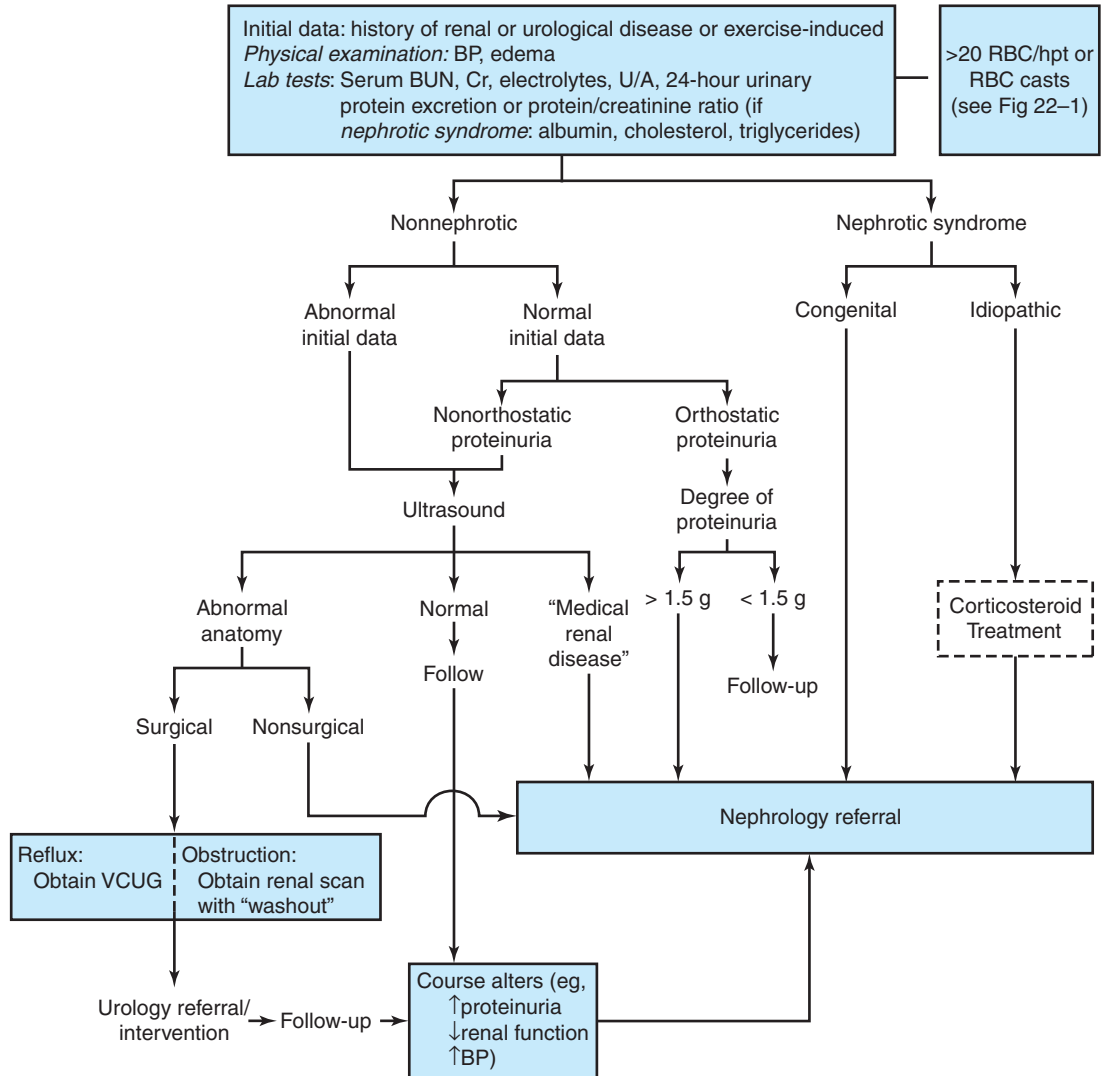 Initial data: history of renal or urological disease or exercise-induced
Physical examination: BP, edema
Lab tests: Serum BUN, Cr, electrolytes, U/A, 24-hour urinary
protein excretion or protein/creatinine ratio (if
nephrotic syndrome: albumin, cholesterol, triglycerides)
>20 RBC/hpt or
RBC casts
(see Fig 22–1)
Nonnephrotic
Nephrotic syndrome
Abnormal
initial data
Normal
initial data
Congenital
Idiopathic
Nonorthostatic
proteinuria
Orthostatic
proteinuria
Ultrasound
Degree of
proteinuria
Abnormal
anatomy
Normal
“Medical
renal
disease”
> 1.5 g
< 1.5 g
Corticosteroid
Treatment
Follow
Follow-up
Surgical
Nonsurgical
Nephrology referral
Reflux:
Obtain VCUG
Obstruction:
Obtain renal scan
with “washout”
Urology referral/
intervention
Follow-up
Course alters (eg,
↑proteinuria
↓renal function
↑BP)